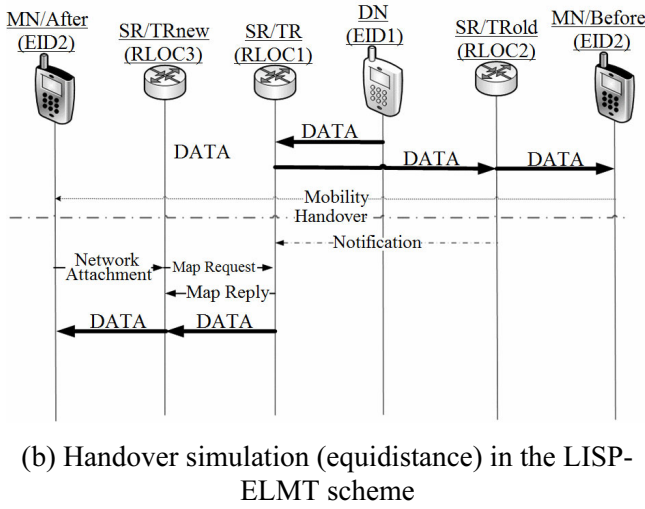 MN/After
(EID2)
SR/TRnew
(RLOC3)
SR/TR
(RLOC1)
DN
(EID1)
SR/TRold
(RLOC2)
MN/Before
(EID2)
DATA
DATA
DATA
DATA
Mobility
Handover
Notification
Network
Attachment
Map Request
Map Reply
DATA
DATA
(b) Handover simulation (equidistance) in the LISP-
ELMT scheme